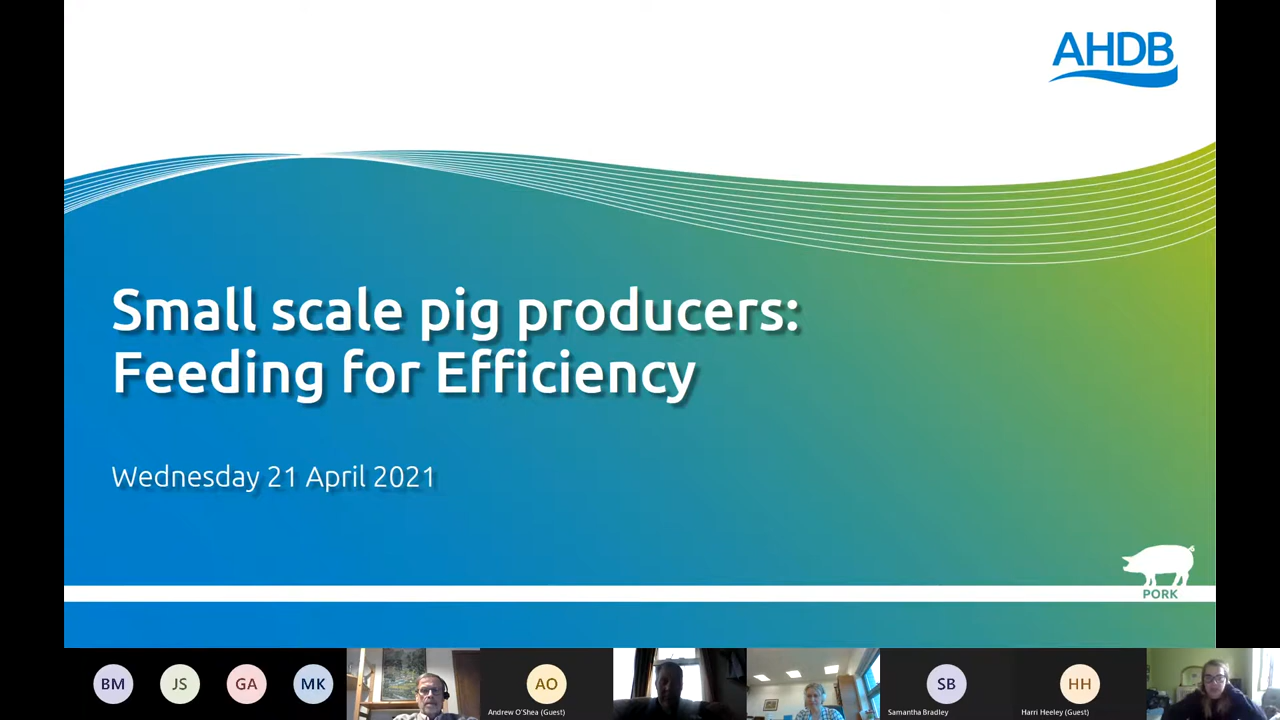 AHDB
Small scale pig producers:
Feeding for Efficiency
Wednesday 21 April 2021
PORK
BM
JS
GA
MK
AO
Andrew O'Shea (Guest)
SB
Samantha Bradley
HH
Harri Heeley (Guest)